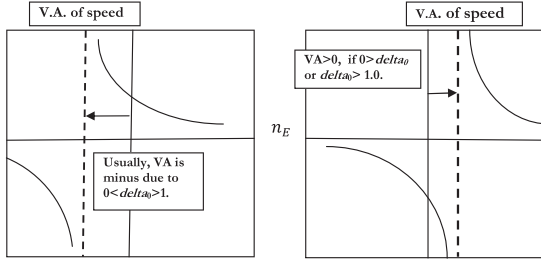 V.A. of speed
V.A. of speed
VA>0, if 0>delta₀
or delta₀> 1.0.
n_E
Usually, VA is
minus due to
0<delta₀>1.